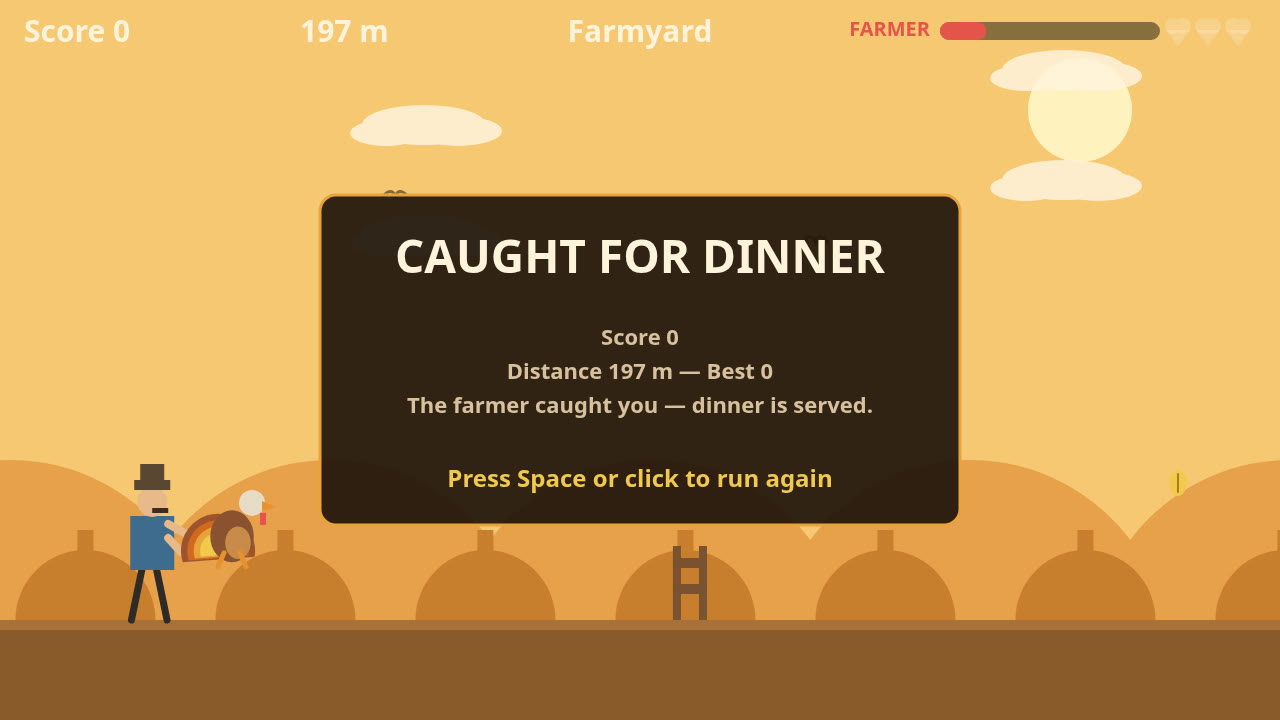 Score 0
197 m
Farmyard
FARMER
CAUGHT FOR DINNER
Score 0
Distance 197 m — Best 0
The farmer caught you — dinner is served.
Press Space or click to run again